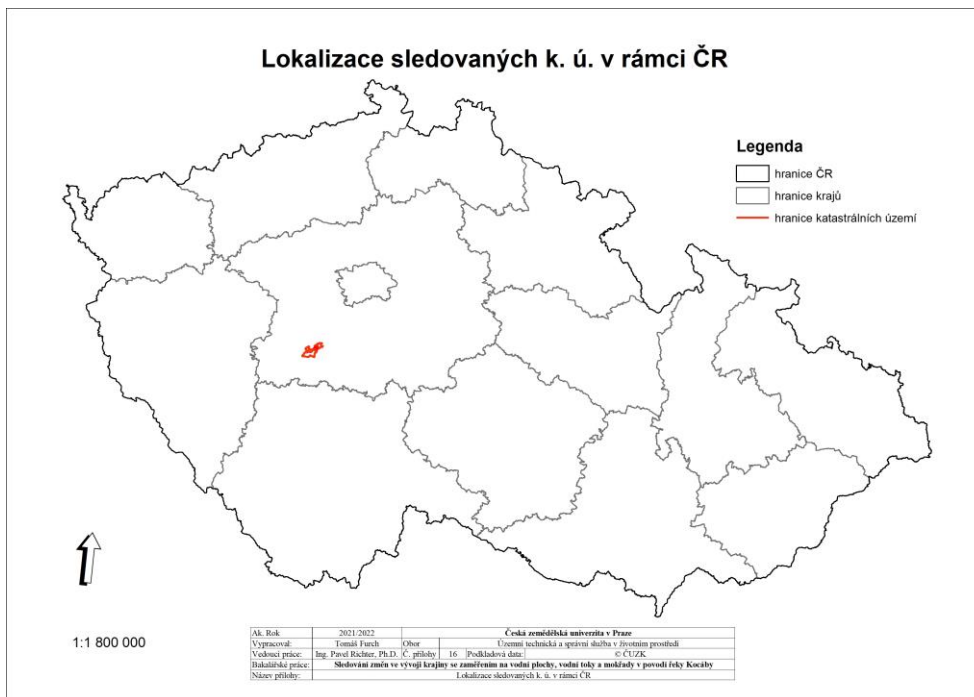 Lokalizace sledovaných k. ú. v rámci ČR
Legenda
hranice ČR
hranice krajů
hranice katastrálních území
1:1 800 000
Ak. Rok 2021/2022 Česká zemědělská univerzita v Praze
Vypracoval: Tomáš Furch Obor Územní technická a správní služba v životním prostředí
Vedoucí práce: Ing. Pavel Richter, Ph.D. Č. přílohy 16 Podkladová data: © ČUZK
Bakalářské práce: Sledování změn ve vývoji krajiny se zaměřením na vodní plochy, vodní toky a mokřady v povodí řeky Kocáby
Název přílohy: Lokalizace sledovaných k. ú. v rámci ČR